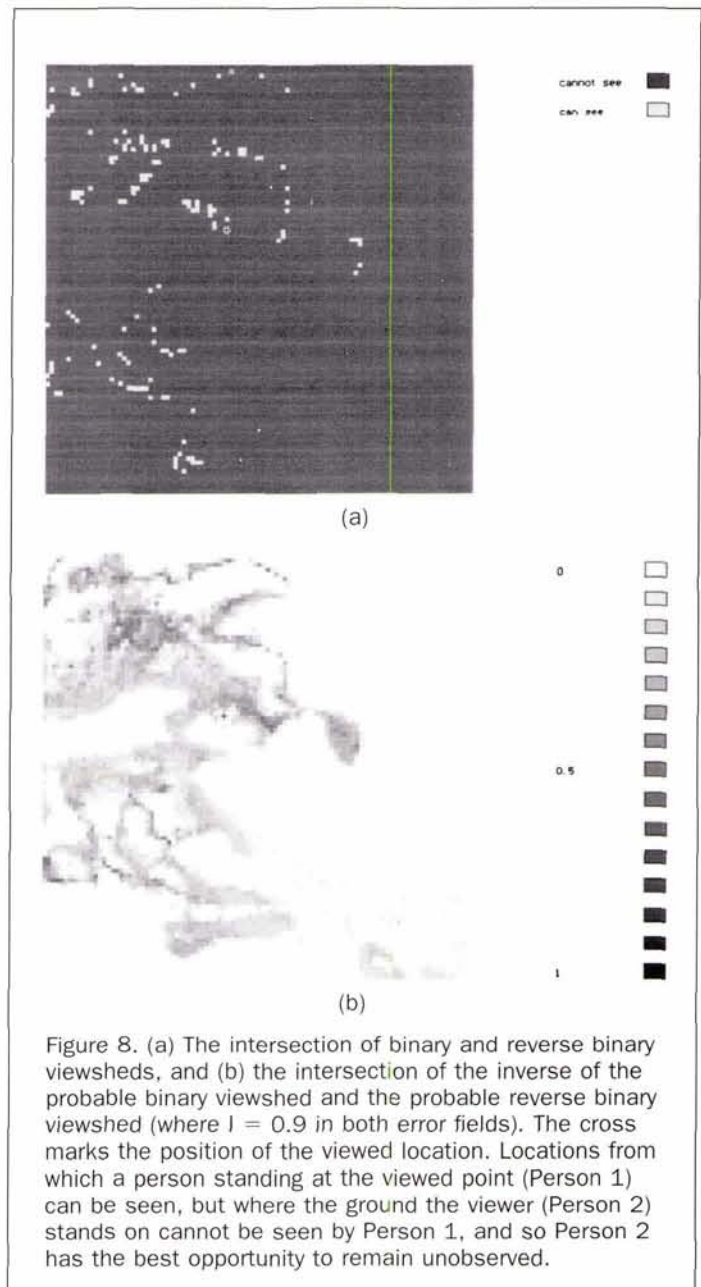 cannot see
can see
(a)
0
0.5
1
(b)
Figure 8. (a) The intersection of binary and reverse binary
viewsheds, and (b) the intersection of the inverse of the
probable binary viewshed and the probable reverse binary
viewshed (where I = 0.9 in both error fields). The cross
marks the position of the viewed location. Locations from
which a person standing at the viewed point (Person 1)
can be seen, but where the ground the viewer (Person 2)
stands on cannot be seen by Person 1, and so Person 2
has the best opportunity to remain unobserved.